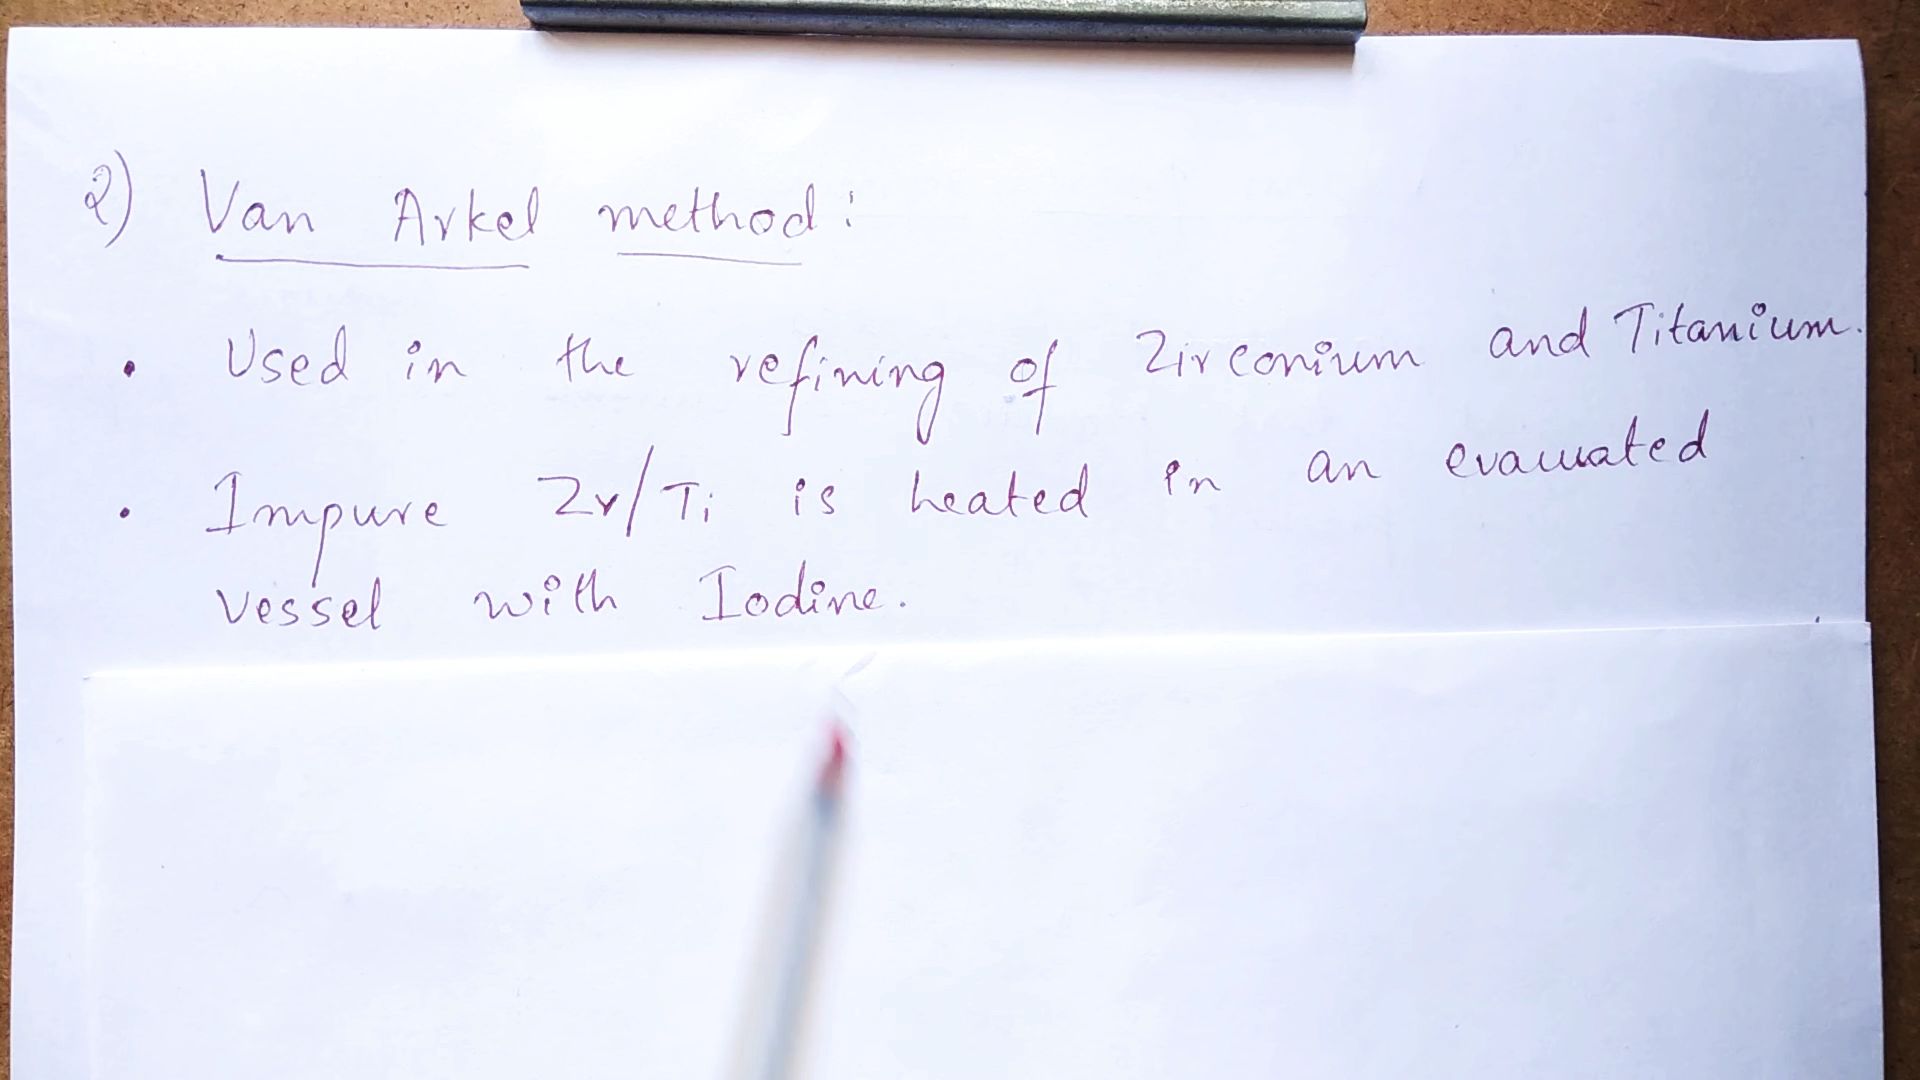 2) Van Arkel method:
• Used in the refining of Zirconium and Titanium.
• Impure Zr/Ti is heated in an evacuated
vessel with Iodine.